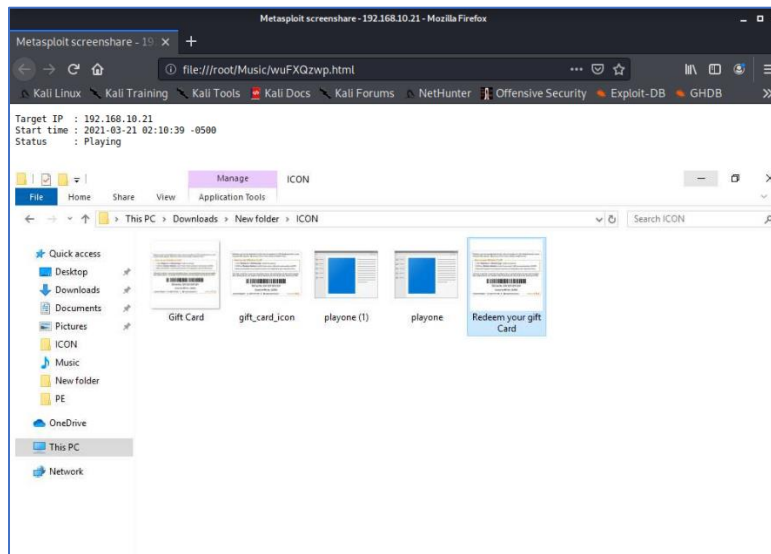 Metasploit screenshare - 192.168.10.21 - Mozilla Firefox
Metasploit screenshare - 19
file:///root/Music/wuFXQzwp.html
Kali Linux Kali Training Kali Tools Kali Docs Kali Forums NetHunter Offensive Security Exploit-DB GHDB
Target IP : 192.168.10.21
Start time : 2021-03-21 02:10:39 -0500
Status : Playing
Manage ICON
File Home Share View Application Tools
This PC > Downloads > New folder > ICON
Search ICON
Quick access
Desktop
Downloads
Documents
Pictures
ICON
Music
New folder
PE
OneDrive
This PC
Network
Gift Card gift_card_icon playone (1) playone Redeem your gift
Card